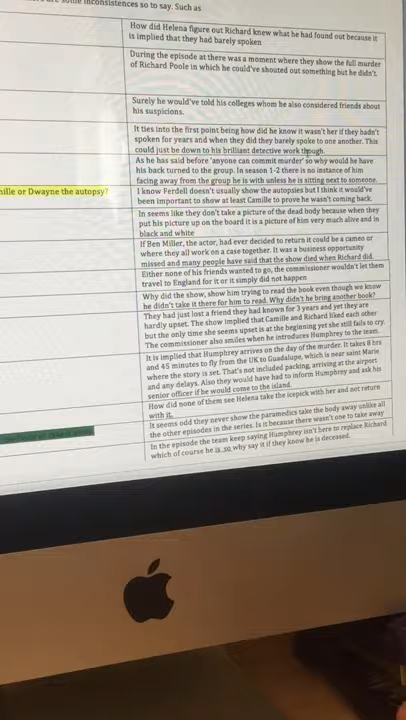 some inconsistences so to say. Such as
How did Helena figure out Richard knew what he had found out because it
is implied that they had barely spoken
During the episode at there was a moment where they show the full murder
of Richard Poole in which he could've shouted out something but he didn't.
Surely he would've told his colleges whom he also considered friends about
his suspicions.
It ties into the first point being how did he know it wasn't her if they hadn't
spoken for years and when they did they barely spoke to one another. This
could just be down to his brilliant detective work though.
As he has said before 'anyone can commit murder' so why would he have
his back turned to the group. In season 1-2 there is no instance of him
facing away from the group he is with unless he is sitting next to someone.
mille or Dwayne the autopsy?
I know Ferdell doesn't usually show the autopsies but I think it would've
been important to show at least Camille to prove he wasn't coming back.
In seems like they don't take a picture of the dead body because when they
put his picture up on the board it is a picture of him very much alive and in
black and white
If Ben Miller, the actor, had ever decided to return it could be a cameo or
where they all work on a case together. It was a business opportunity
missed and many people have said that the show died when Richard did.
Either none of his friends wanted to go, the commissioner wouldn't let them
travel to England for it or it simply did not happen
Why did the show, show him trying to read the book even though we know
he didn't take it there for him to read. Why didn't he bring another book?
They had just lost a friend they had known for 3 years and yet they are
hardly upset. The show implied that Camille and Richard liked each other
but the only time she seems upset is at the beginging yet she still fails to cry.
The commissioner also smiles when he introduces Humphrey to the team.
It is implied that Humphrey arrives on the day of the murder. It takes 8 hrs
and 45 minutes to fly from the UK to Guadalupe, which is near saint Marie
where the story is set. That's not included packing, arriving at the airport
and any delays. Also they would have had to inform Humphrey and ask his
senior officer if he would come to the island.
How did none of them see Helena take the icepick with her and not return
with it.
It seems odd they never show the paramedics take the body away unlike all
the other episodes in the series. Is it because there wasn't one to take away
In the episode the team keep saying Humphrey isn't here to replace Richard
which of course he is so why say it if they know he is deceased.